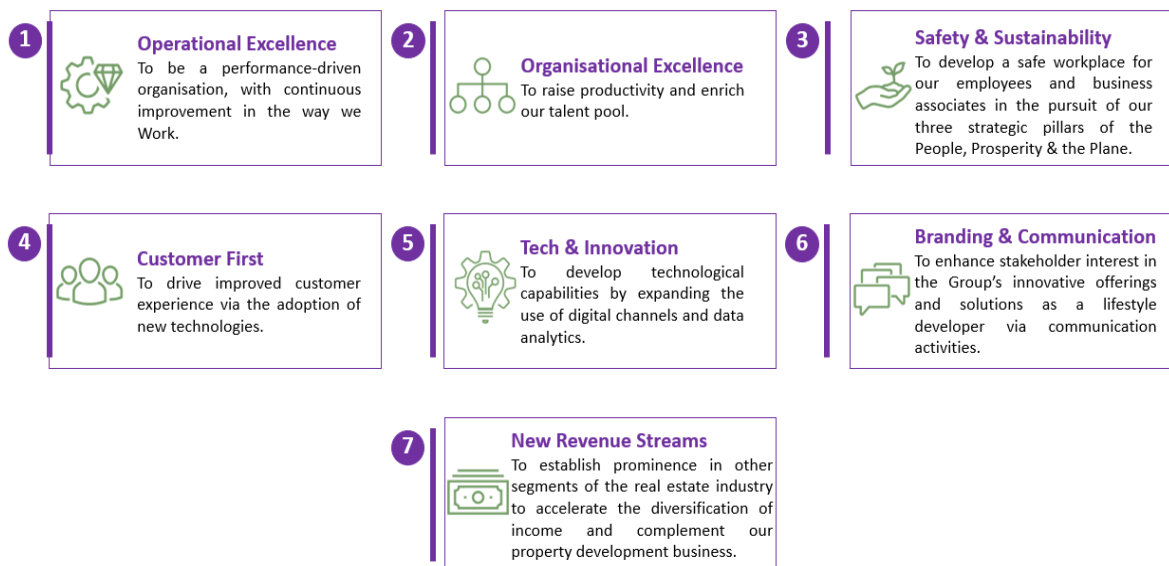 1
Operational Excellence
To be a performance-driven
organisation, with continuous
improvement in the way we
Work.
2
Organisational Excellence
To raise productivity and enrich
our talent pool.
3
Safety & Sustainability
To develop a safe workplace for
our employees and business
associates in the pursuit of our
three strategic pillars of the
People, Prosperity & the Plane.
4
Customer First
To drive improved customer
experience via the adoption of
new technologies.
5
Tech & Innovation
To develop technological
capabilities by expanding the
use of digital channels and data
analytics.
6
Branding & Communication
To enhance stakeholder interest in
the Group’s innovative offerings
and solutions as a lifestyle
developer via communication
activities.
7
New Revenue Streams
To establish prominence in other
segments of the real estate industry
to accelerate the diversification of
income and complement our
property development business.